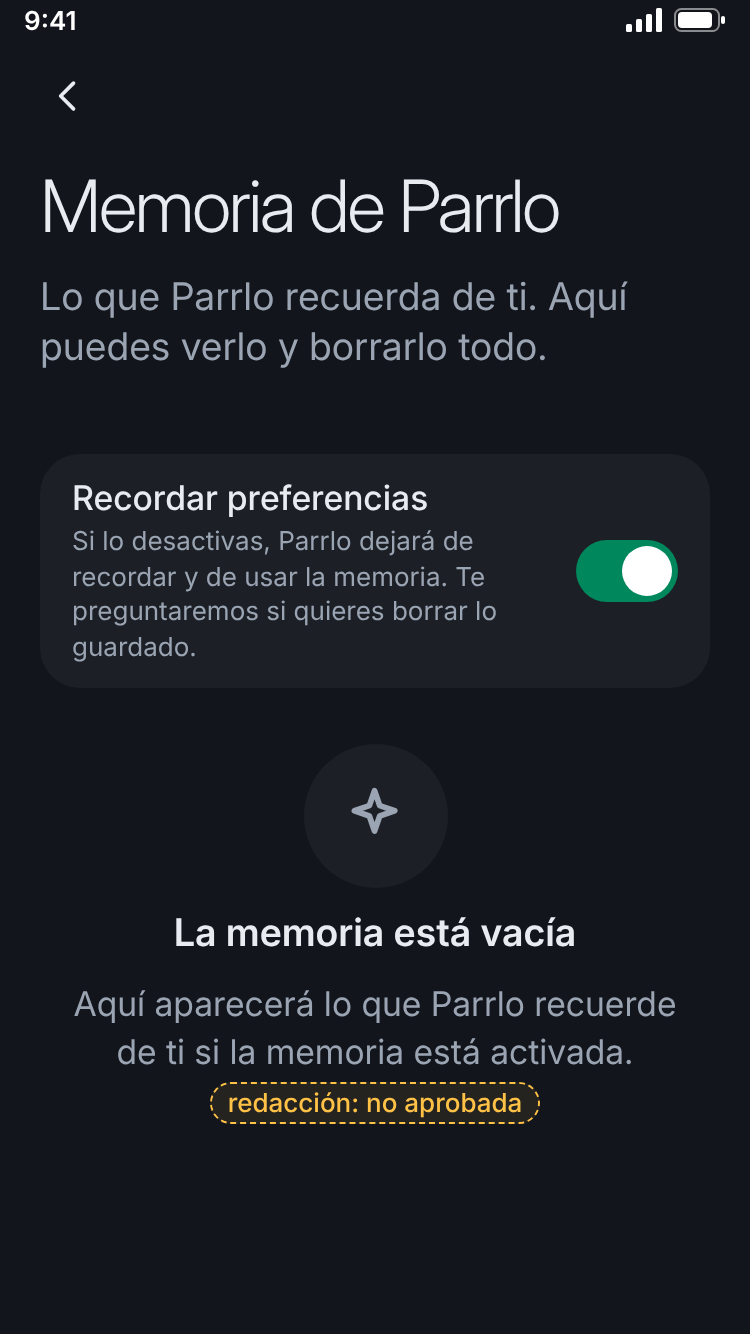 9:41
Memoria de Parrlo
Lo que Parrlo recuerda de ti. Aquí
puedes verlo y borrarlo todo.
Recordar preferencias
Si lo desactivas, Parrlo dejará de
recordar y de usar la memoria. Te
preguntaremos si quieres borrar lo
guardado.
La memoria está vacía
Aquí aparecerá lo que Parrlo recuerde
de ti si la memoria está activada.
redacción: no aprobada